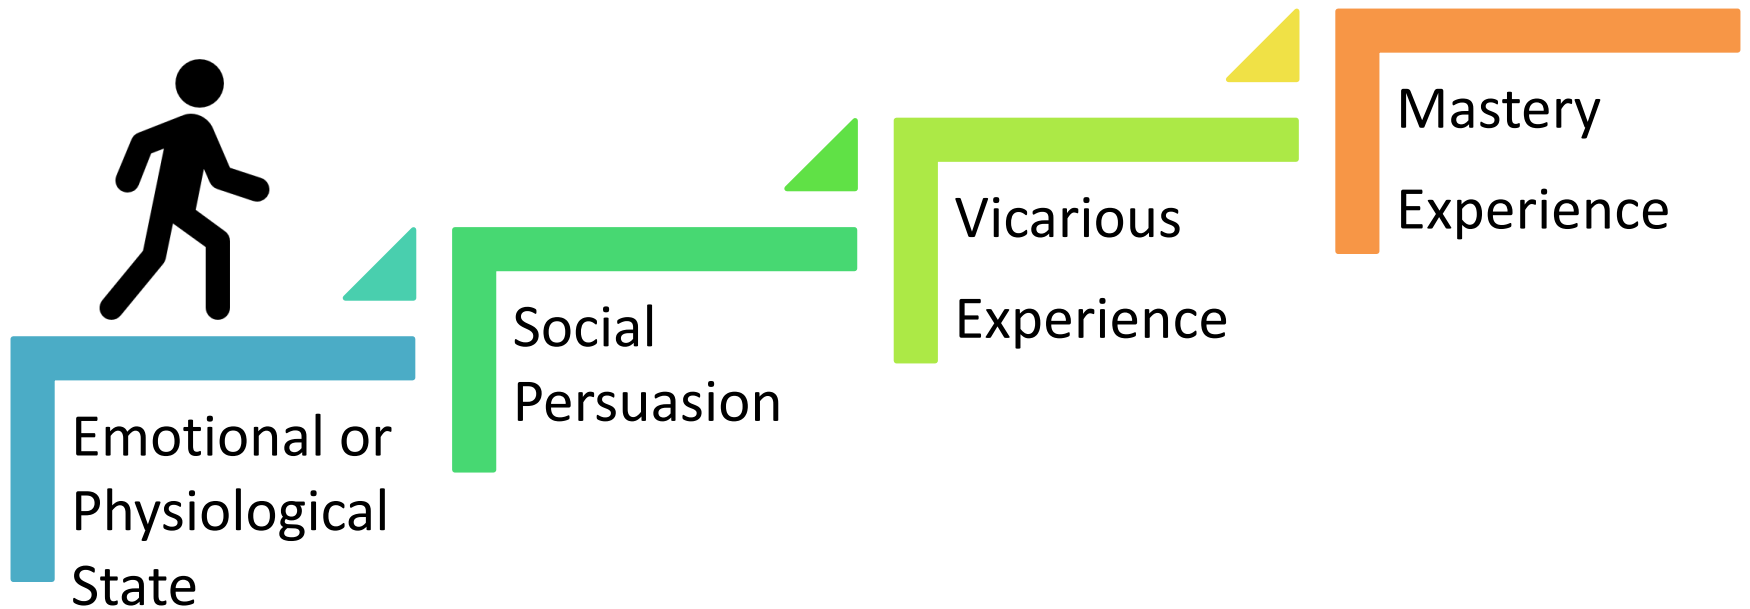 Emotional or
Physiological
State
Social
Persuasion
Vicarious
Experience
Mastery
Experience